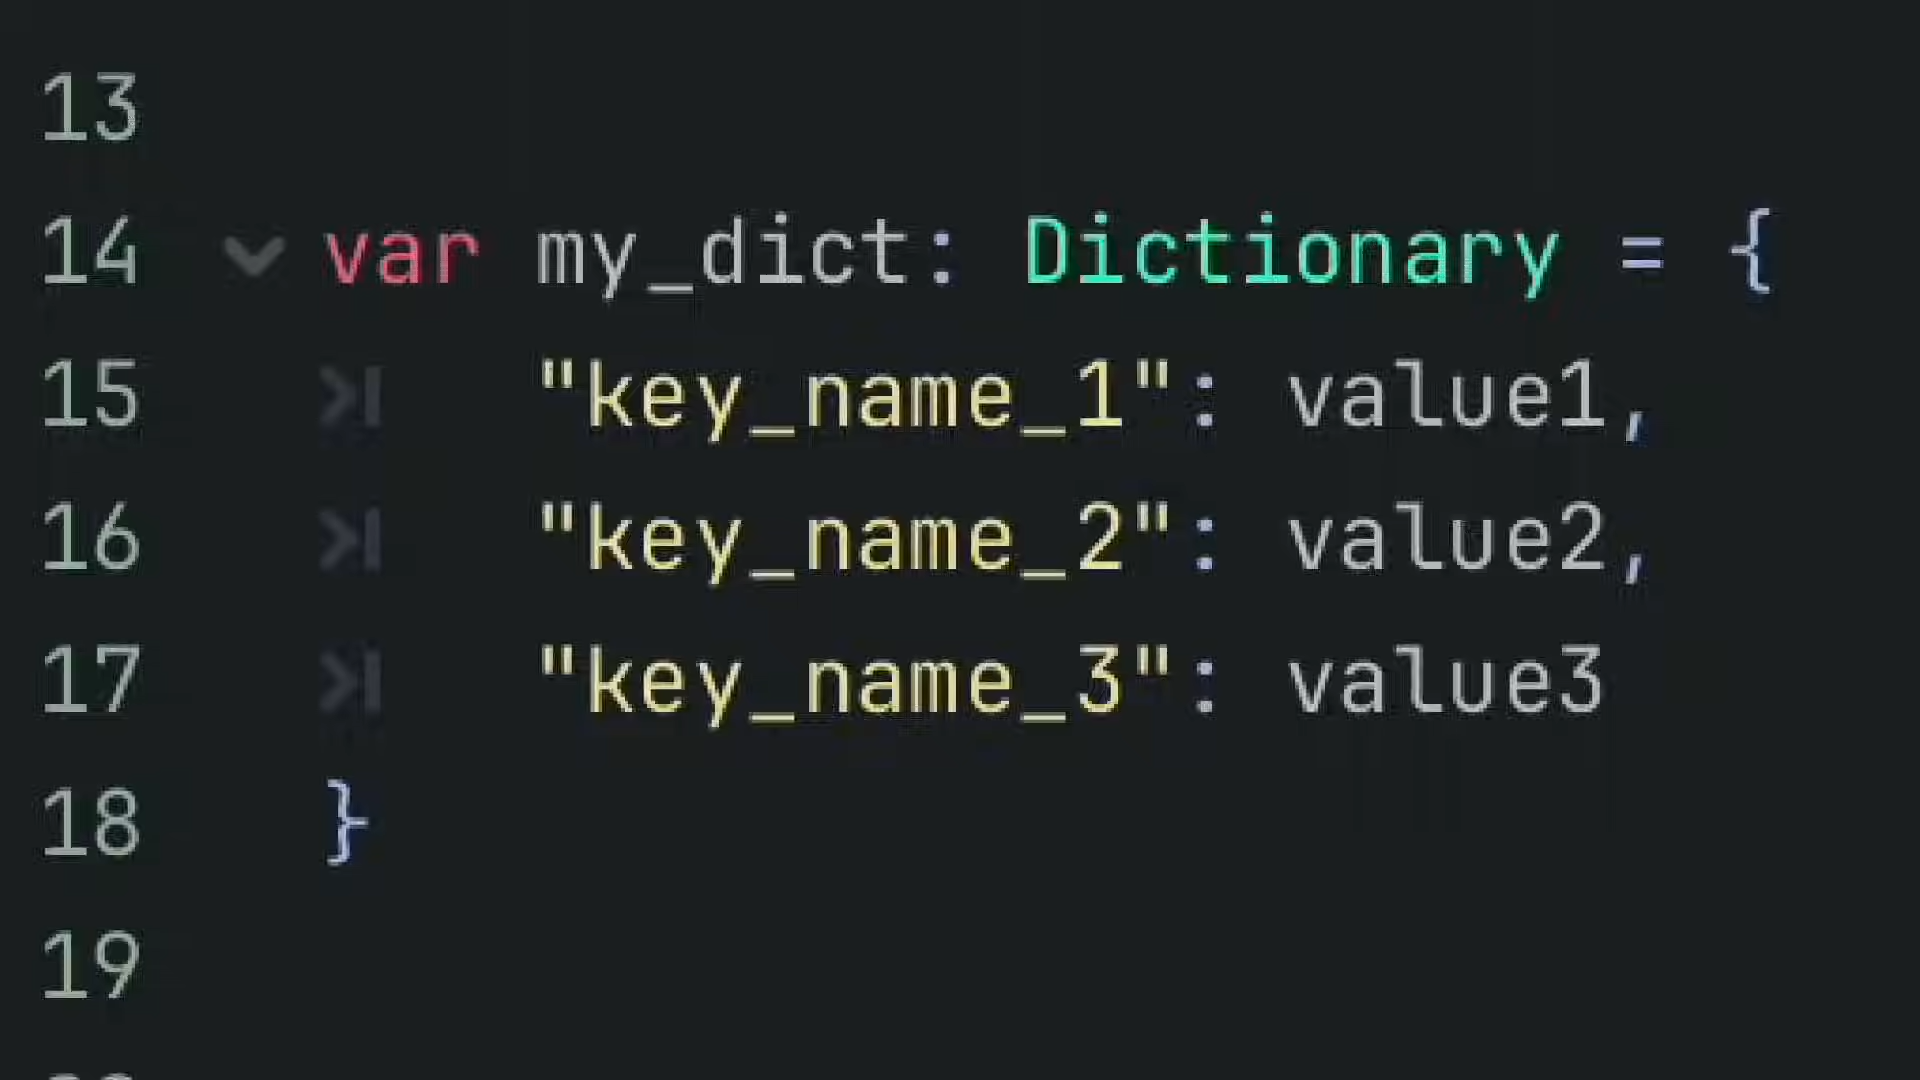 13
14 var my_dict: Dictionary = {
15 "key_name_1": value1,
16 "key_name_2": value2,
17 "key_name_3": value3
18 }
19